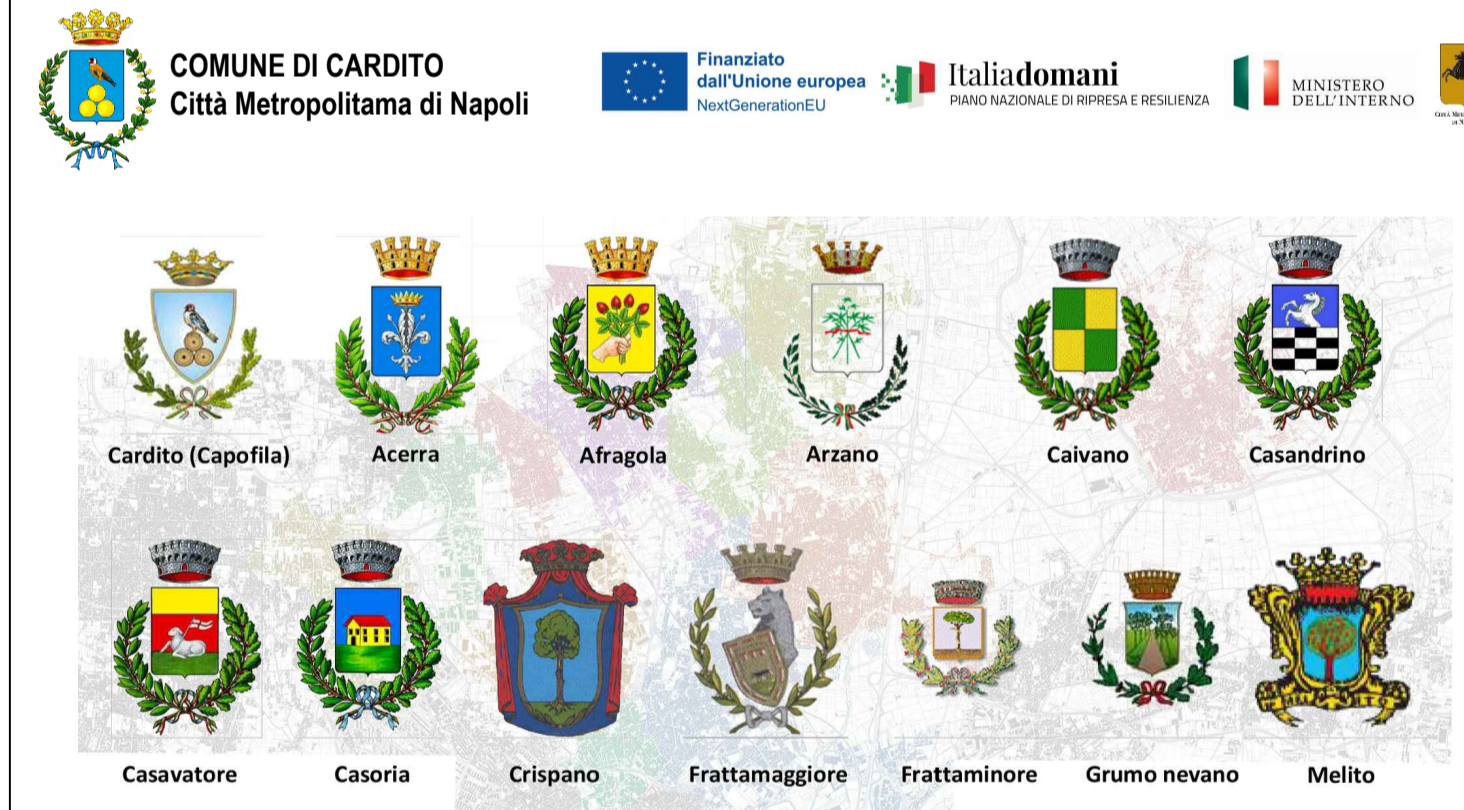 COMUNE DI CARDITO
Città Metropolitama di Napoli
Finanziato
dall'Unione europea
NextGenerationEU
Italiadomani
PIANO NAZIONALE DI RIPRESA E RESILIENZA
MINISTERO
DELL'INTERNO
Cardito (Capofila)
Acerra
Afragola
Arzano
Caivano
Casandrino
Casavatore
Casoria
Crispano
Frattamaggiore
Frattaminore
Grumo nevano
Melito